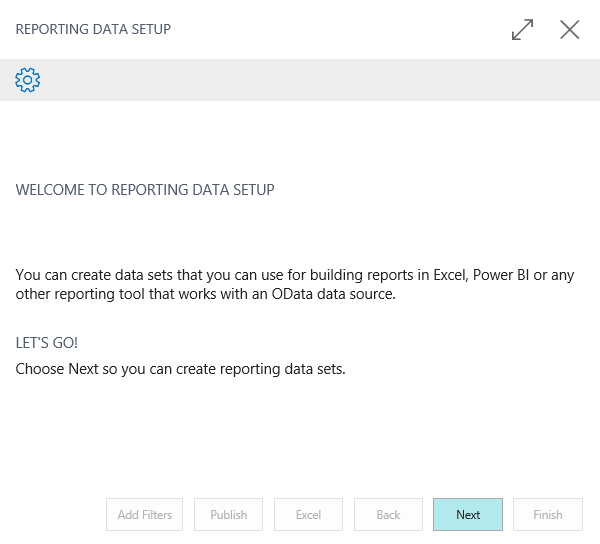 REPORTING DATA SETUP
WELCOME TO REPORTING DATA SETUP
You can create data sets that you can use for building reports in Excel, Power BI or any
other reporting tool that works with an OData data source.
LET'S GO!
Choose Next so you can create reporting data sets.
Add Filters Publish Excel Back Next Finish